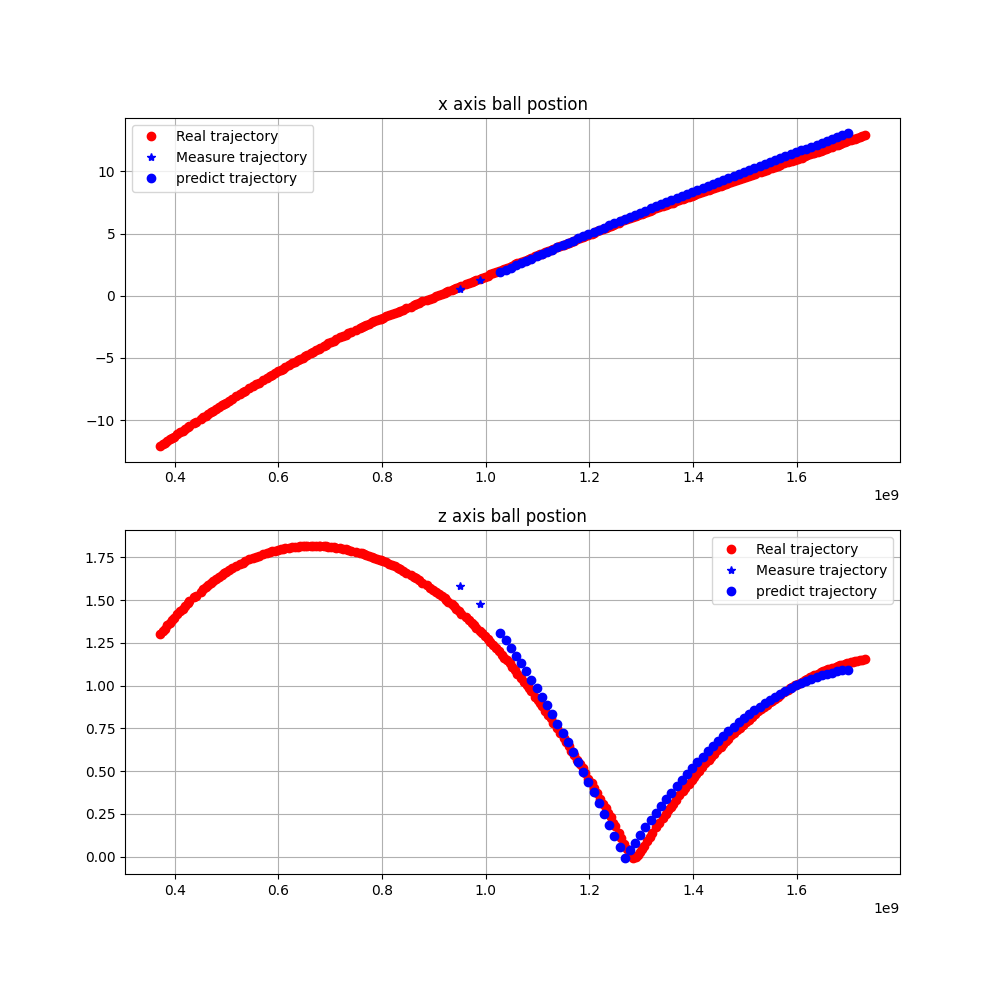 x axis ball postion
Real trajectory
Measure trajectory
predict trajectory
10
5
0
−5
−10
0.4 0.6 0.8 1.0 1.2 1.4 1.6
1e9
z axis ball postion
Real trajectory
Measure trajectory
predict trajectory
1.75
1.50
1.25
1.00
0.75
0.50
0.25
0.00
0.4 0.6 0.8 1.0 1.2 1.4 1.6
1e9